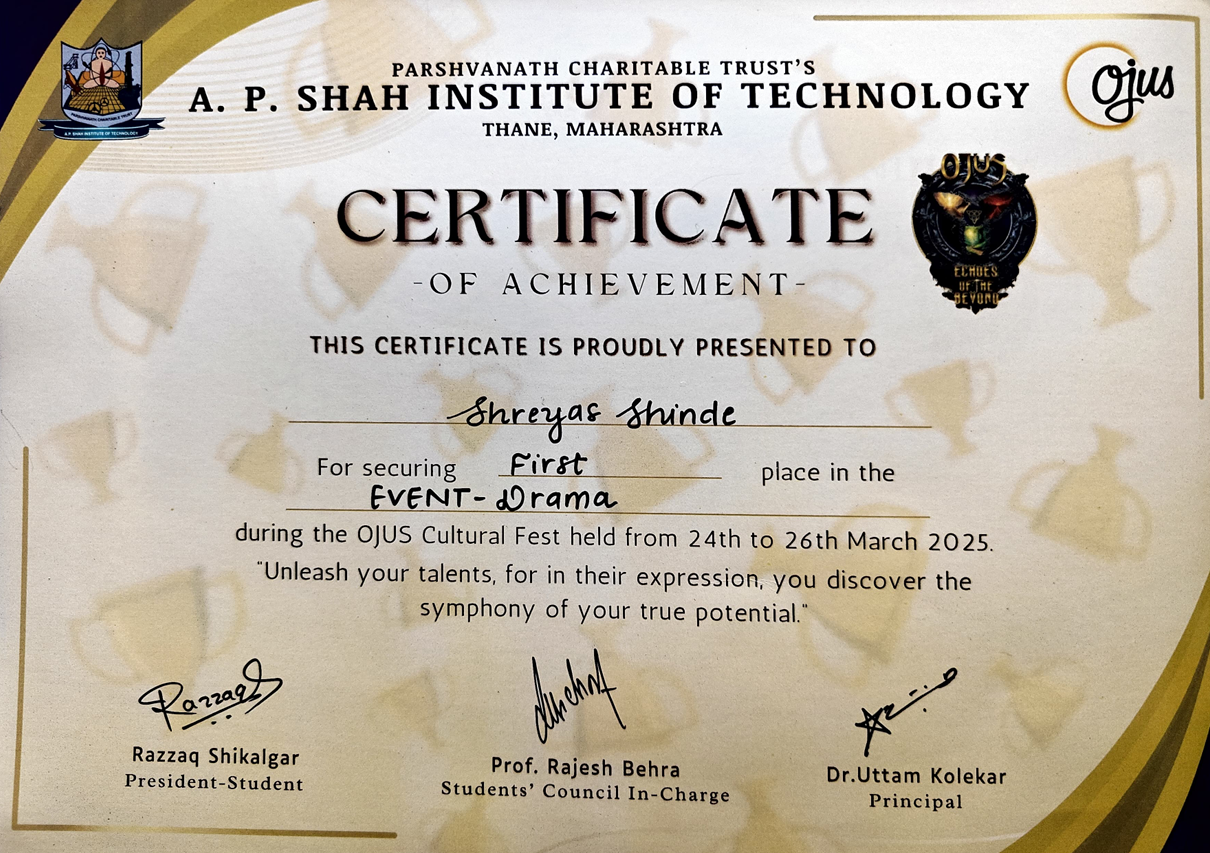 PARSHVANATH CHARITABLE TRUST'S
A. P. SHAH INSTITUTE OF TECHNOLOGY
THANE, MAHARASHTRA
PARSHVANATH CHARITABLE TRUST'S
A.P. SHAH INSTITUTE OF TECHNOLOGY
Ojus
OJUS
ECHOES
OF THE
BEYOND
CERTIFICATE
-OF ACHIEVEMENT-
THIS CERTIFICATE IS PROUDLY PRESENTED TO
Shreyas Shinde
For securing First place in the
EVENT- Drama
during the OJUS Cultural Fest held from 24th to 26th March 2025.
"Unleash your talents, for in their expression, you discover the
symphony of your true potential."
Razzaq
Razzaq Shikalgar
President-Student
Prof. Rajesh Behra
Students' Council In-Charge
Dr.Uttam Kolekar
Principal